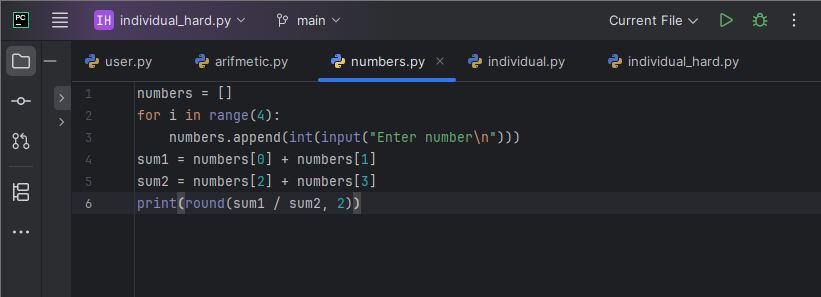 PC IH individual_hard.py main Current File
user.py arifmetic.py numbers.py individual.py individual_hard.py
1 numbers = []
2 for i in range(4):
3     numbers.append(int(input("Enter number\n")))
4 sum1 = numbers[0] + numbers[1]
5 sum2 = numbers[2] + numbers[3]
6 print(round(sum1 / sum2, 2))